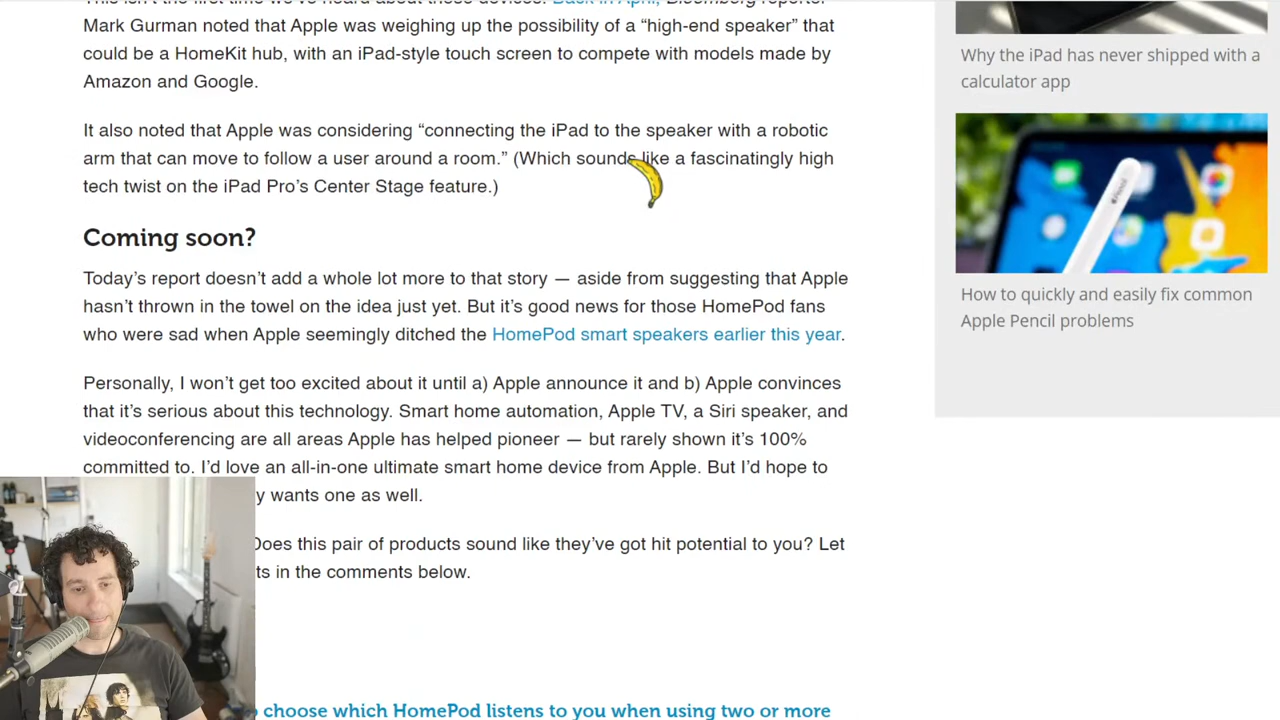 This isn't the first time we've heard about these devices. Back in April, Bloomberg reporter
Mark Gurman noted that Apple was weighing up the possibility of a “high-end speaker” that
could be a HomeKit hub, with an iPad-style touch screen to compete with models made by
Amazon and Google.
It also noted that Apple was considering “connecting the iPad to the speaker with a robotic
arm that can move to follow a user around a room.” (Which sounds like a fascinatingly high
tech twist on the iPad Pro’s Center Stage feature.)
Coming soon?
Today’s report doesn’t add a whole lot more to that story — aside from suggesting that Apple
hasn’t thrown in the towel on the idea just yet. But it’s good news for those HomePod fans
who were sad when Apple seemingly ditched the HomePod smart speakers earlier this year.
Personally, I won’t get too excited about it until a) Apple announce it and b) Apple convinces
that it’s serious about this technology. Smart home automation, Apple TV, a Siri speaker, and
videoconferencing are all areas Apple has helped pioneer — but rarely shown it’s 100%
committed to. I’d love an all-in-one ultimate smart home device from Apple. But I’d hope to
y wants one as well.
Does this pair of products sound like they’ve got hit potential to you? Let
ts in the comments below.
o choose which HomePod listens to you when using two or more
Why the iPad has never shipped with a
calculator app
How to quickly and easily fix common
Apple Pencil problems